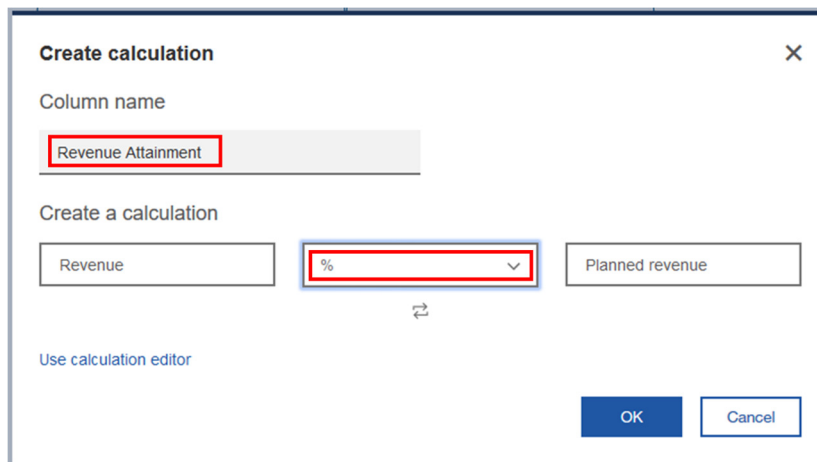 Create calculation
Column name
Revenue Attainment
Create a calculation
Revenue % Planned revenue
Use calculation editor
OK Cancel